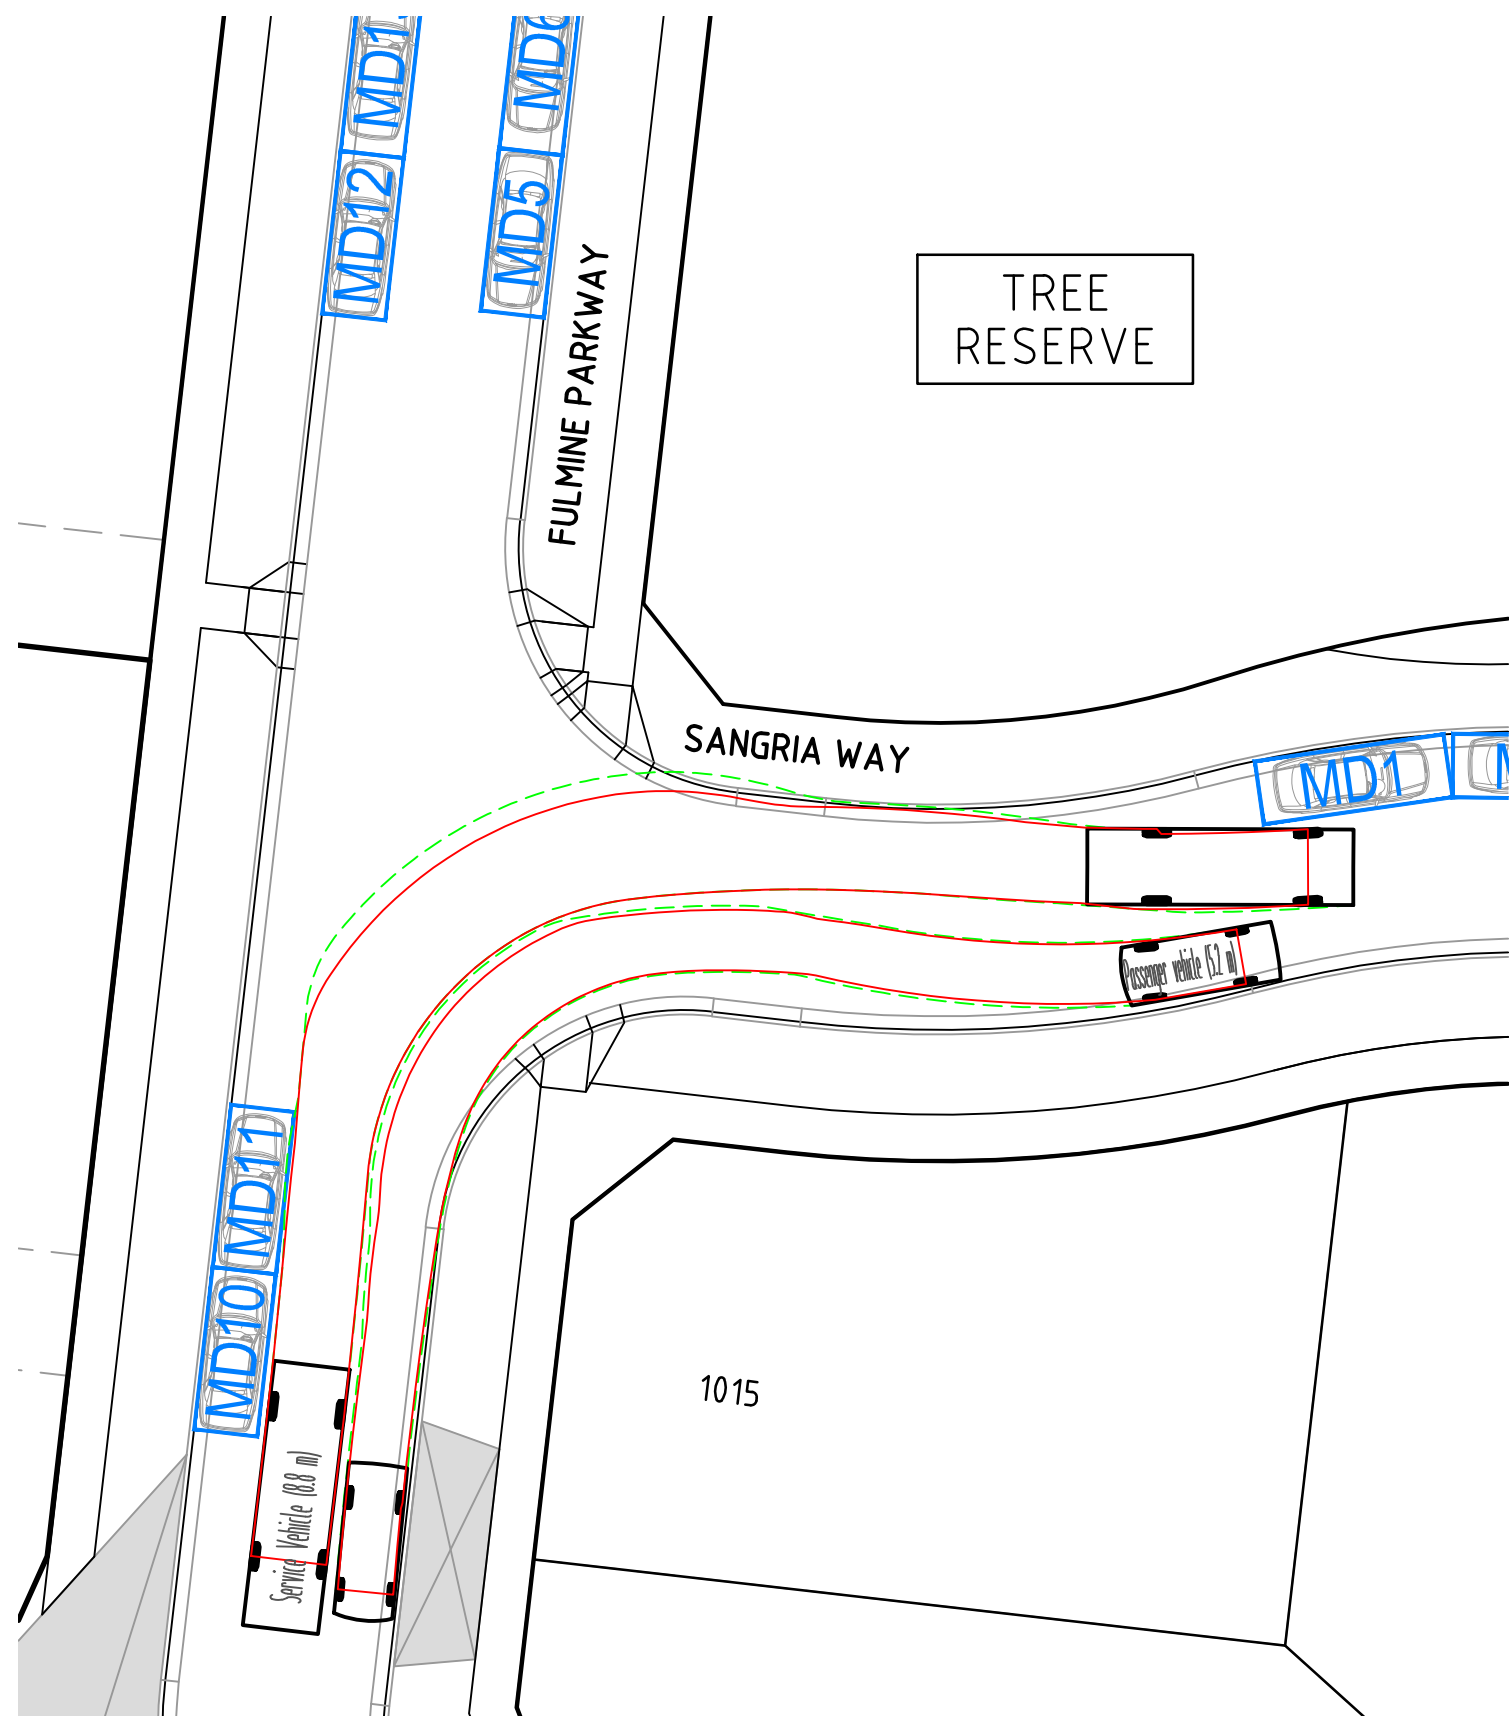 MD12
MD5
FULMINE PARKWAY
TREE
RESERVE
SANGRIA WAY
MD1
Passenger vehicle (5.2 m)
MD11
MD10
1015
Service Vehicle (8.8 m)